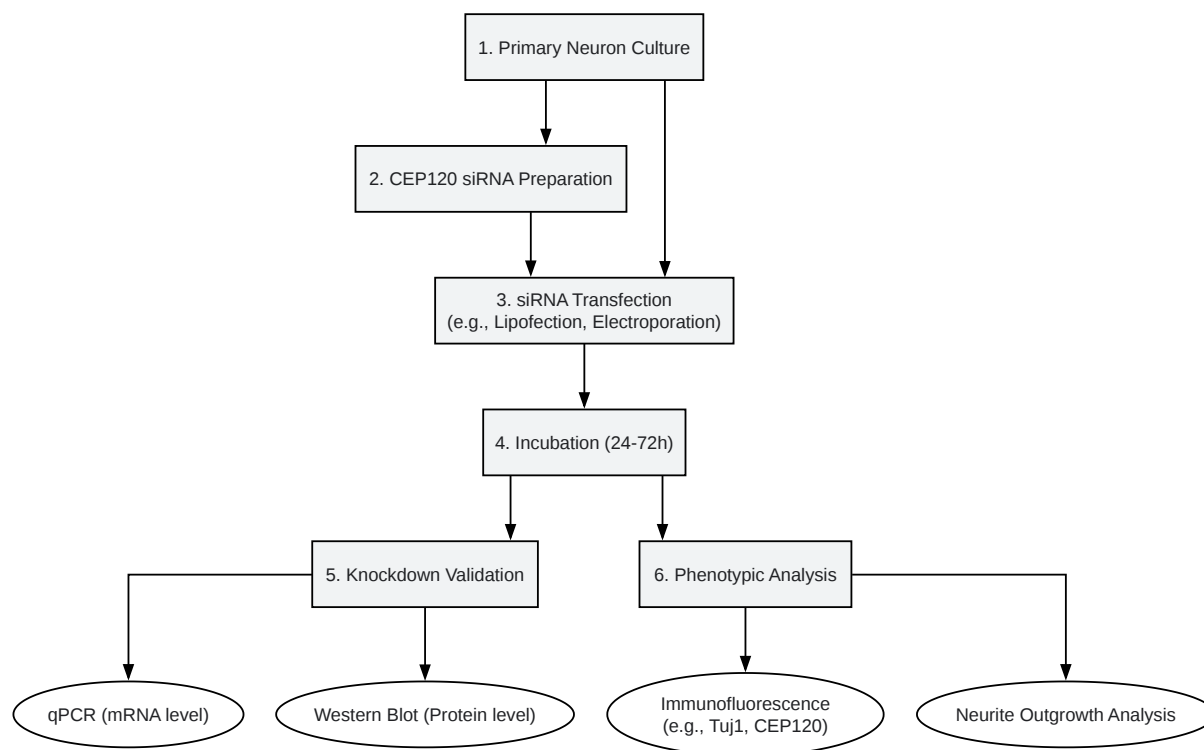 1. Primary Neuron Culture
2. CEP120 siRNA Preparation
3. siRNA Transfection
(e.g., Lipofection, Electroporation)
4. Incubation (24-72h)
5. Knockdown Validation
6. Phenotypic Analysis
qPCR (mRNA level)
Western Blot (Protein level)
Immunofluorescence
(e.g., Tuj1, CEP120)
Neurite Outgrowth Analysis